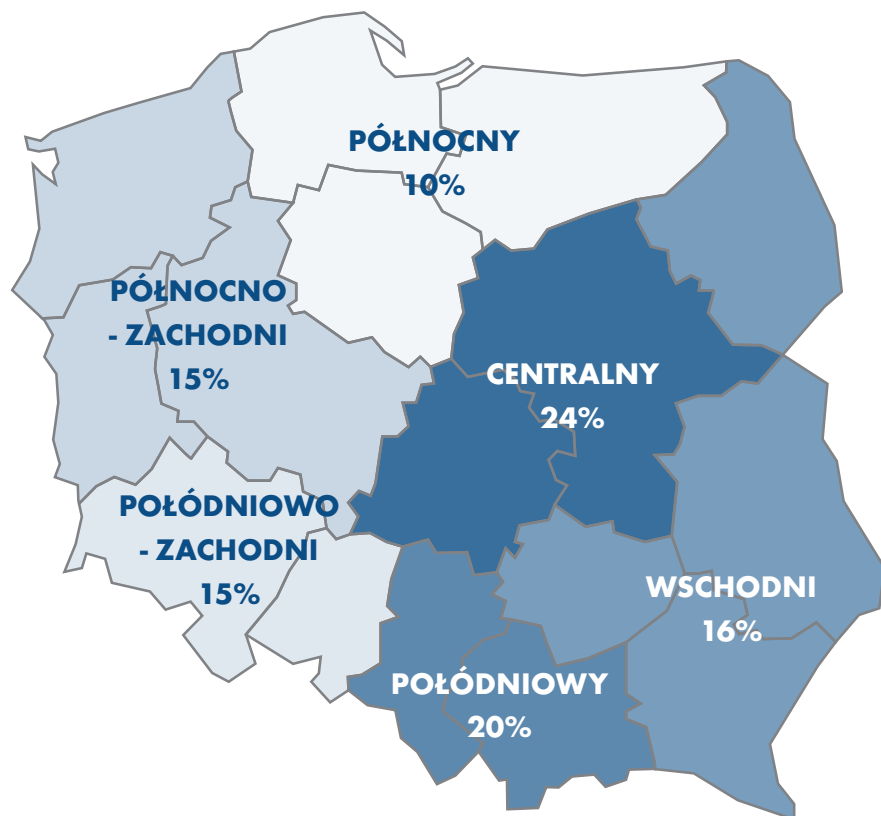 PÓŁNOCNY
10%
PÓŁNOCNO
- ZACHODNI
15%
CENTRALNY
24%
POŁÓDNIOWO
- ZACHODNI
15%
WSCHODNI
16%
POŁÓDNIOWY
20%